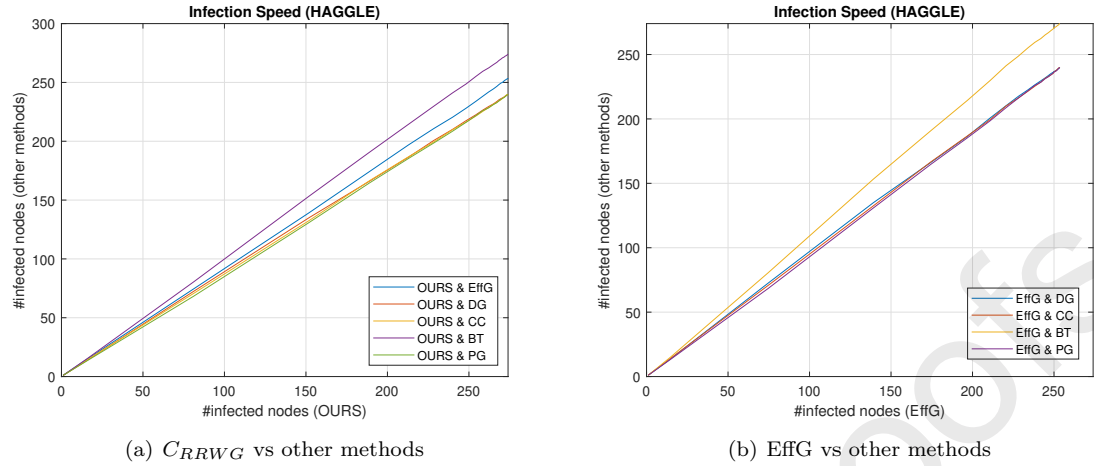 Infection Speed (HAGGLE)
300
250
200
150
100
50
0
#infected nodes (other methods)
0 50 100 150 200 250
#infected nodes (OURS)
OURS & EffG
OURS & DG
OURS & CC
OURS & BT
OURS & PG
(a) C_{RRWG} vs other methods
Infection Speed (HAGGLE)
250
200
150
100
50
0
#infected nodes (other methods)
0 50 100 150 200 250
#infected nodes (EffG)
EffG & DG
EffG & CC
EffG & BT
EffG & PG
(b) EffG vs other methods
oofs